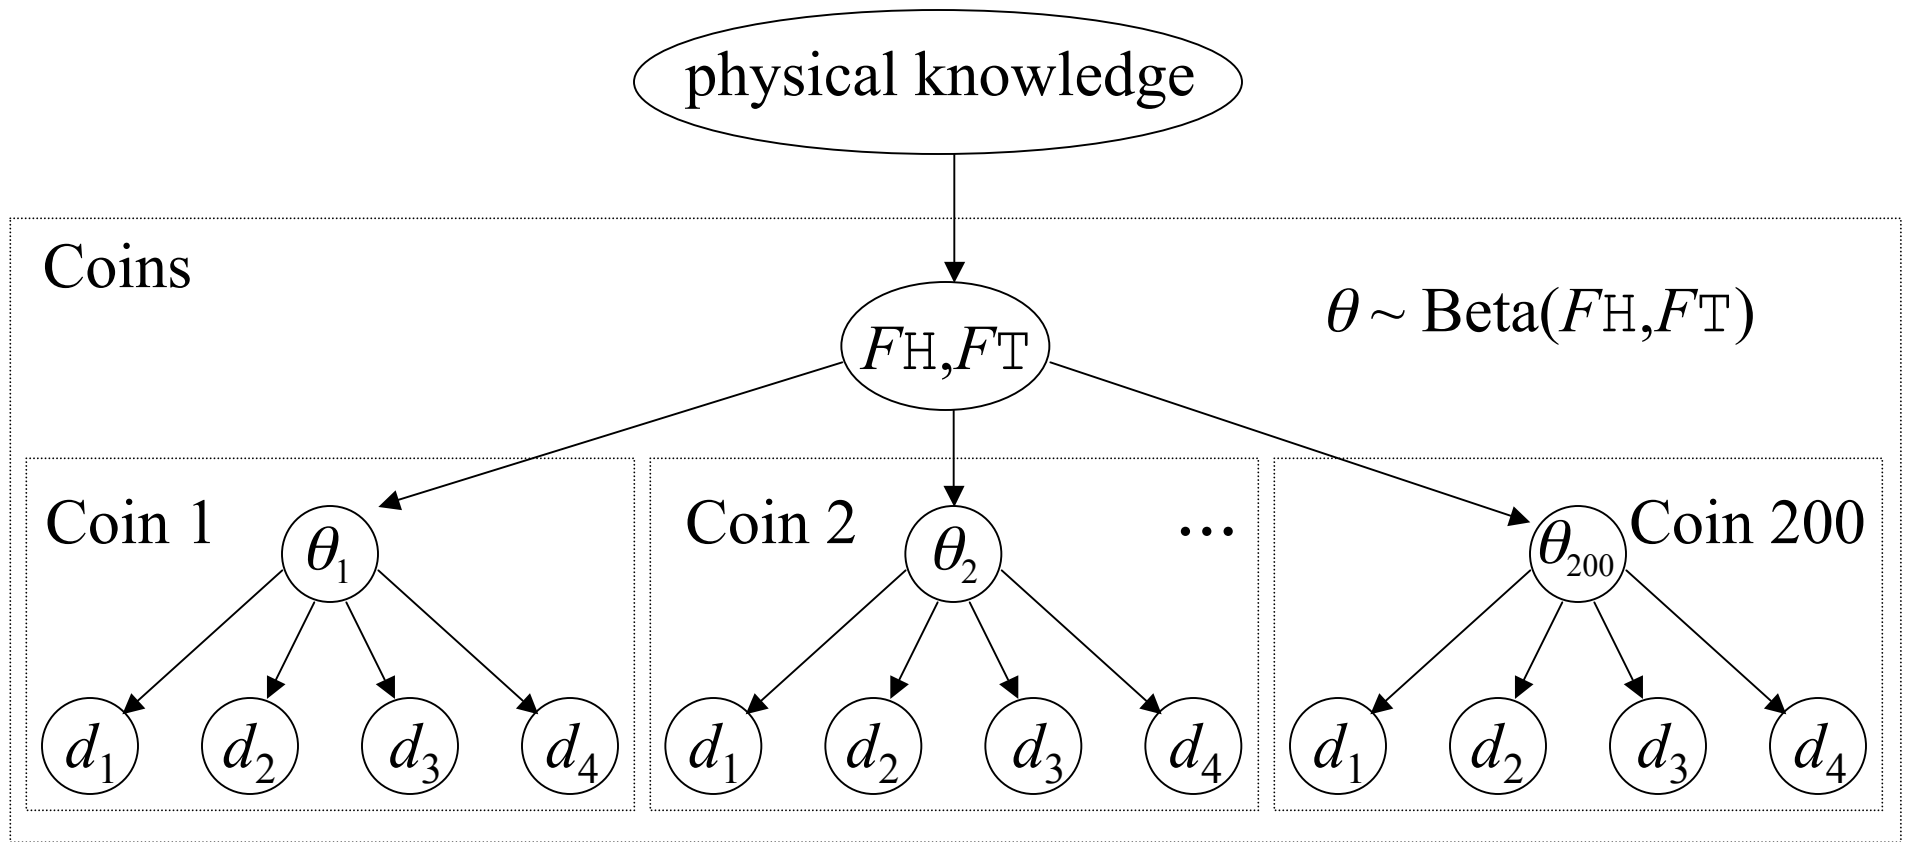 physical knowledge
Coins
θ ~ Beta(FH,FT)
FH,FT
Coin 1
θ1
Coin 2
θ2
...
θ200
Coin 200
d1 d2 d3 d4
d1 d2 d3 d4
d1 d2 d3 d4